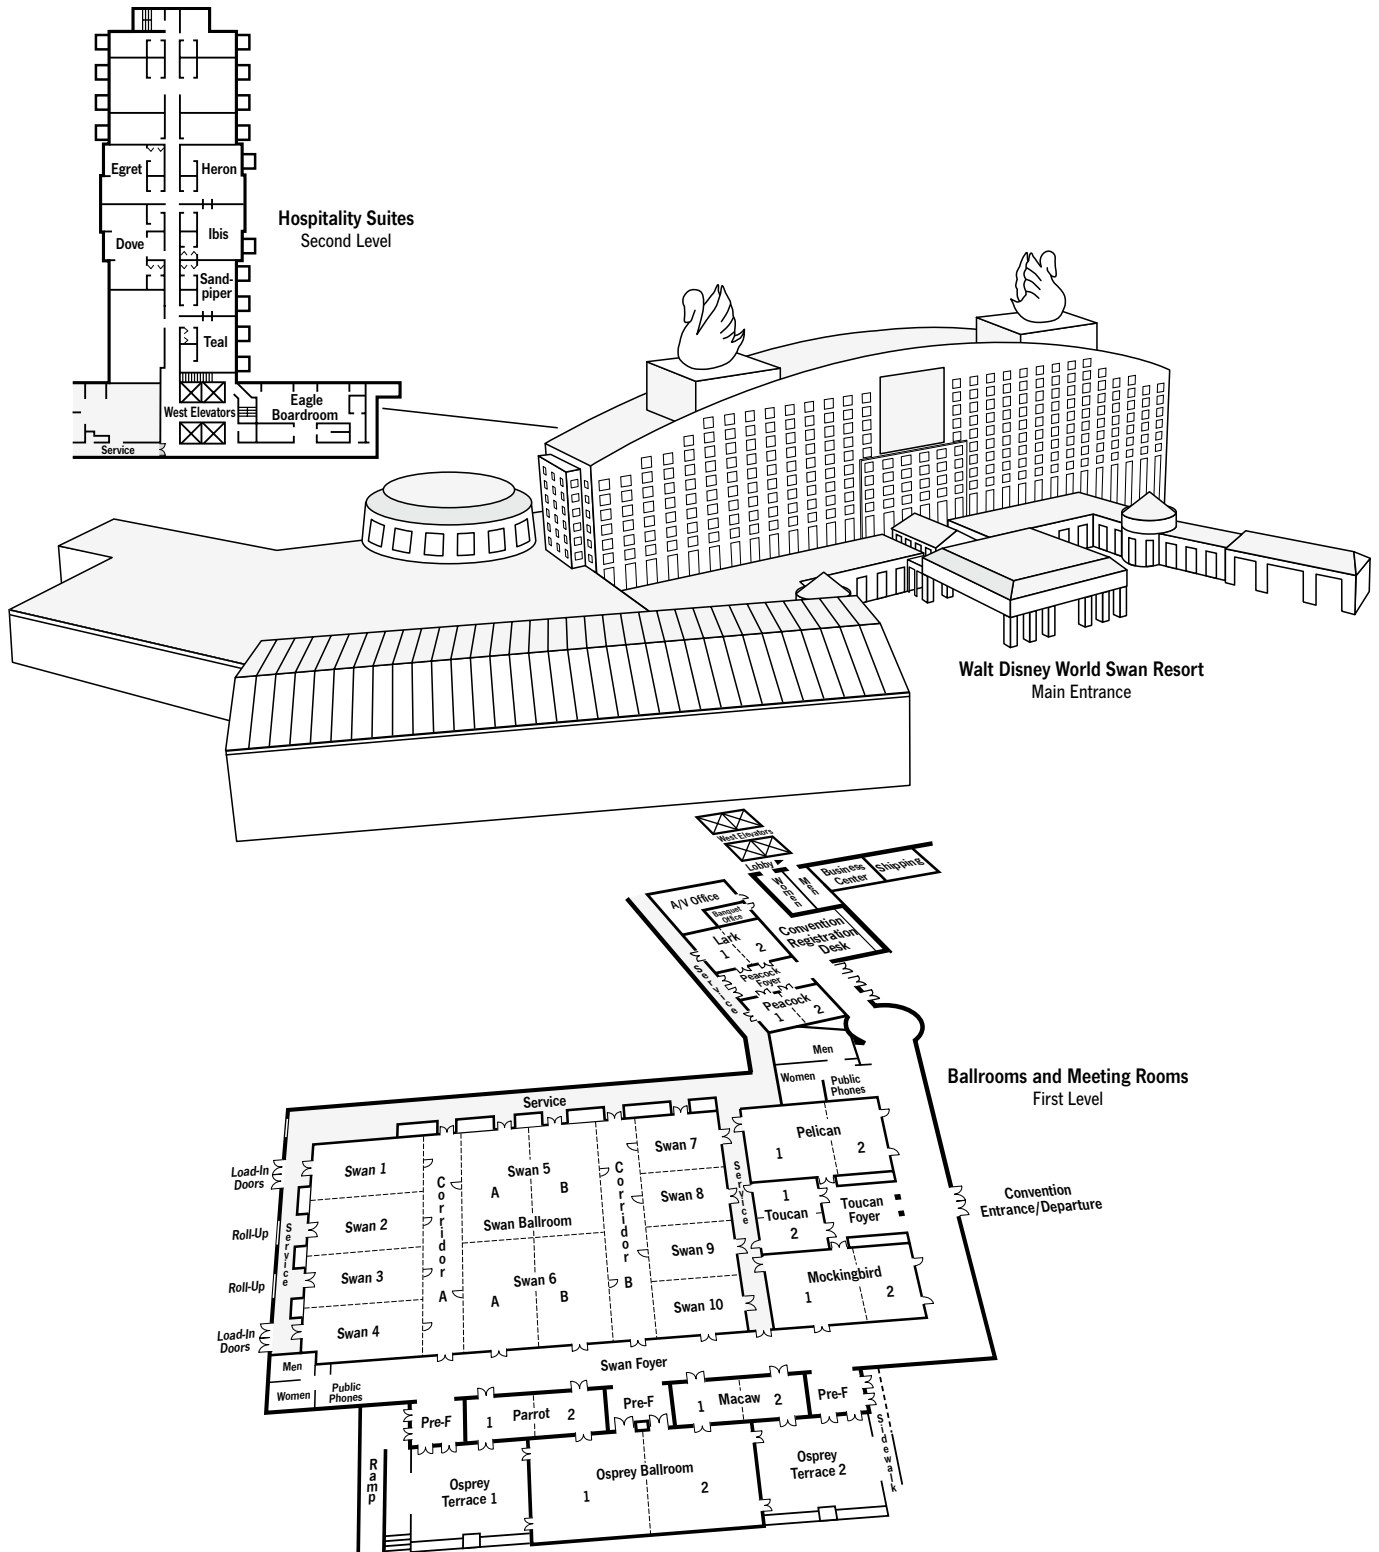 Egret
Heron
Hospitality Suites
Second Level
Dove
Ibis
Sand-
piper
Teal
West Elevators
Eagle
Boardroom
Service
Walt Disney World Swan Resort
Main Entrance
West Elevators
Lobby
Women
Men
Business
Center
Shipping
A/V Office
Banquet
Office
Convention
Registration
Desk
Lark
1
2
Service
Peacock
Foyer
Peacock
1
2
Men
Women
Public
Phones
Ballrooms and Meeting Rooms
First Level
Service
Load-In
Doors
Roll-Up
Roll-Up
Load-In
Doors
Service
Swan 1
Swan 2
Swan 3
Swan 4
Corridor
A
Swan 5
A
B
Swan Ballroom
Swan 6
A
B
Corridor
B
Swan 7
Swan 8
Swan 9
Swan 10
Service
Pelican
1
2
1
Toucan
2
Toucan
Foyer
Convention
Entrance/Departure
Mockingbird
1
2
Men
Women
Public
Phones
Swan Foyer
Pre-F
1
Parrot
2
Pre-F
1
Macaw
2
Pre-F
Sidewalk
Ramp
Osprey
Terrace 1
Osprey Ballroom
1
2
Osprey
Terrace 2